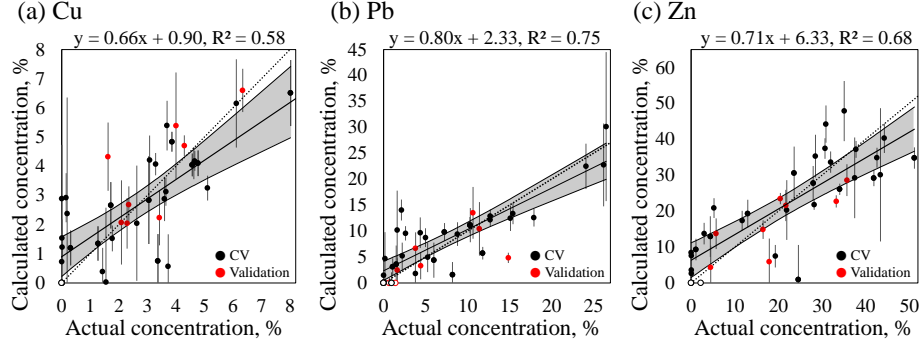 (a) Cu
y = 0.66x + 0.90, R² = 0.58
Calculated concentration, %
8
7
6
5
4
3
2
1
0
0 1 2 3 4 5 6 7 8
CV
Validation
Actual concentration, %
(b) Pb
y = 0.80x + 2.33, R² = 0.75
Calculated concentration, %
45
40
35
30
25
20
15
10
5
0
0 5 10 15 20 25
CV
Validation
Actual concentration, %
(c) Zn
y = 0.71x + 6.33, R² = 0.68
Calculated concentration, %
60
50
40
30
20
10
0
0 10 20 30 40 50
CV
Validation
Actual concentration, %